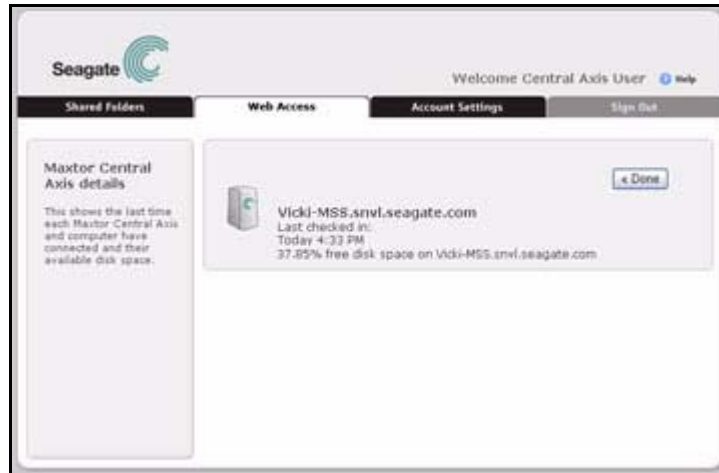 Seagate
Welcome Central Axis User Help
Shared Folders Web Access Account Settings Sign Out
Maxtor Central
Axis details
This shows the last time
each Maxtor Central Axis
and computer have
connected and their
available disk space.
« Done
Vicki-MSS.snvl.seagate.com
Last checked in:
Today 4:33 PM
37.85% free disk space on Vicki-MSS.snvl.seagate.com